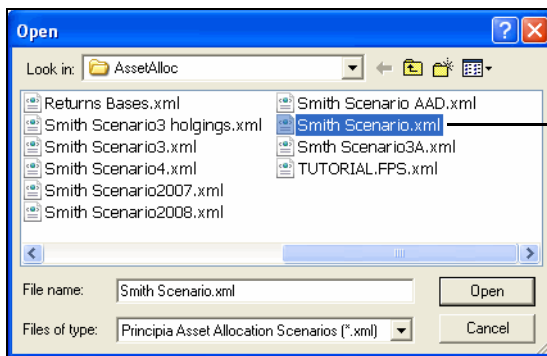 Open
Look in: AssetAlloc
Returns Bases.xml
Smith Scenario3 holgings.xml
Smith Scenario3.xml
Smith Scenario4.xml
Smith Scenario2007.xml
Smith Scenario2008.xml
Smith Scenario AAD.xml
Smith Scenario.xml
Smth Scenario3A.xml
TUTORIAL.FPS.xml
File name: Smith Scenario.xml
Open
Files of type: Principia Asset Allocation Scenarios (*.xml)
Cancel